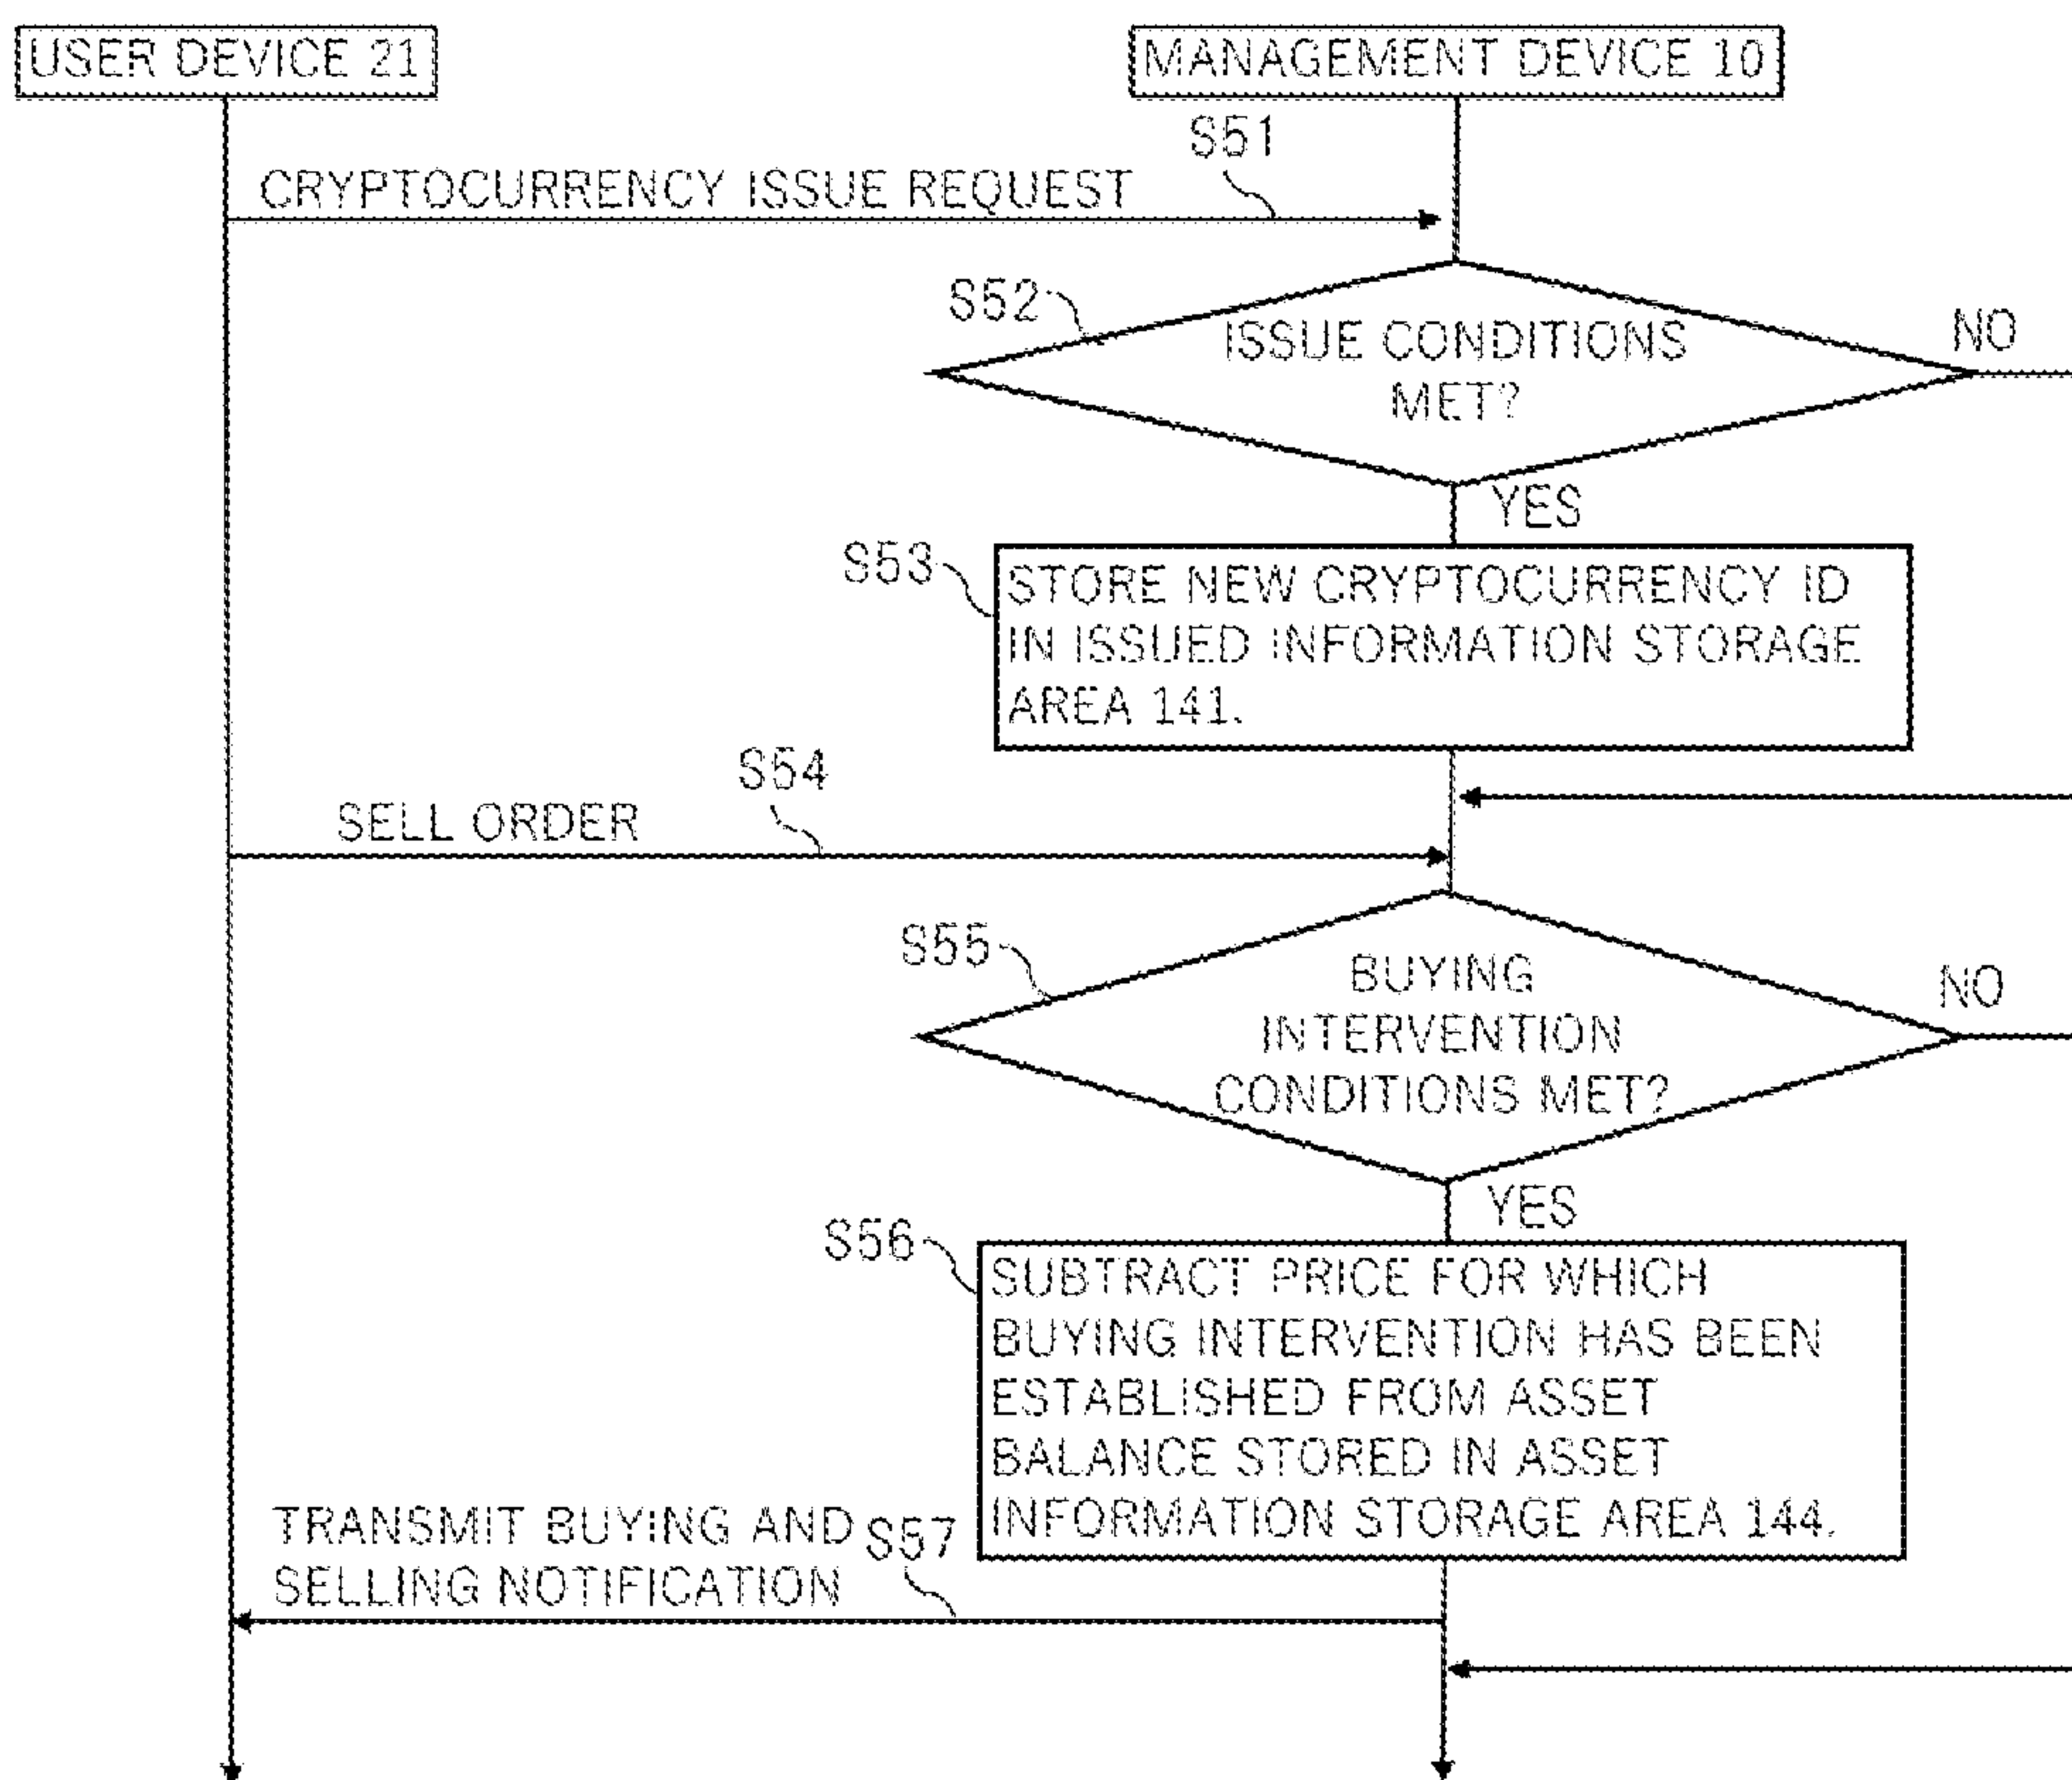 USER DEVICE 21
MANAGEMENT DEVICE 10
S51
CRYPTOCURRENCY ISSUE REQUEST
S52
ISSUE CONDITIONS
MET?
NO
YES
S53
STORE NEW CRYPTOCURRENCY ID
IN ISSUED INFORMATION STORAGE
AREA 141.
S54
SELL ORDER
S55
BUYING
INTERVENTION
CONDITIONS MET?
NO
YES
S56
SUBTRACT PRICE FOR WHICH
BUYING INTERVENTION HAS BEEN
ESTABLISHED FROM ASSET
BALANCE STORED IN ASSET
INFORMATION STORAGE AREA 144.
TRANSMIT BUYING AND
SELLING NOTIFICATION
S57